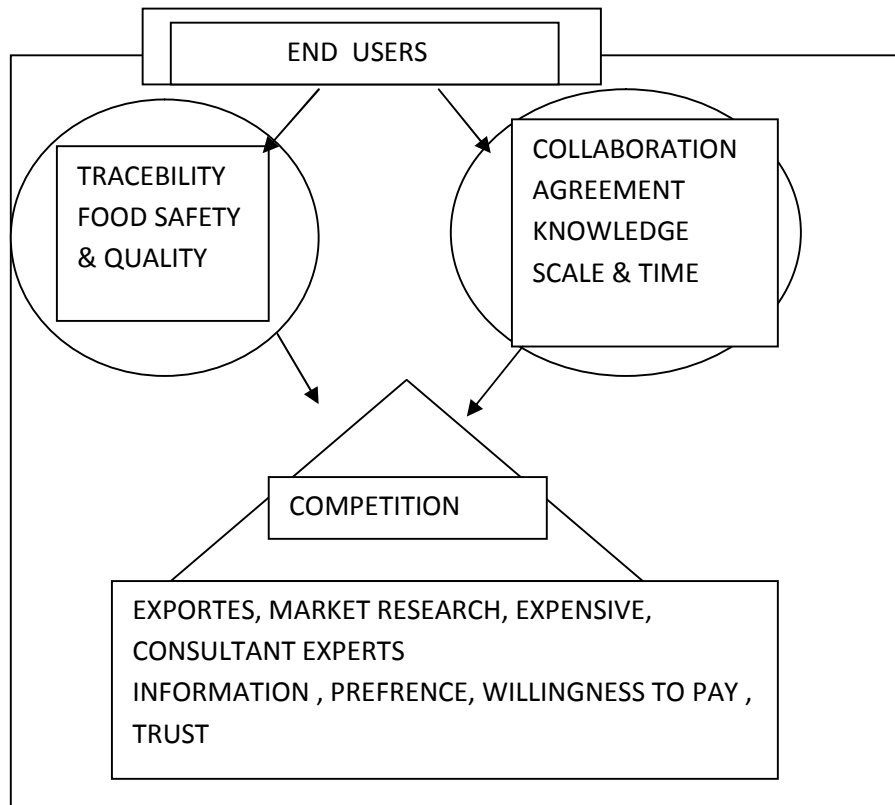 END USERS
TRACEBILITY
FOOD SAFETY
& QUALITY
COLLABORATION
AGREEMENT
KNOWLEDGE
SCALE & TIME
COMPETITION
EXPORTES, MARKET RESEARCH, EXPENSIVE,
CONSULTANT EXPERTS
INFORMATION , PREFRENCE, WILLINGNESS TO PAY ,
TRUST